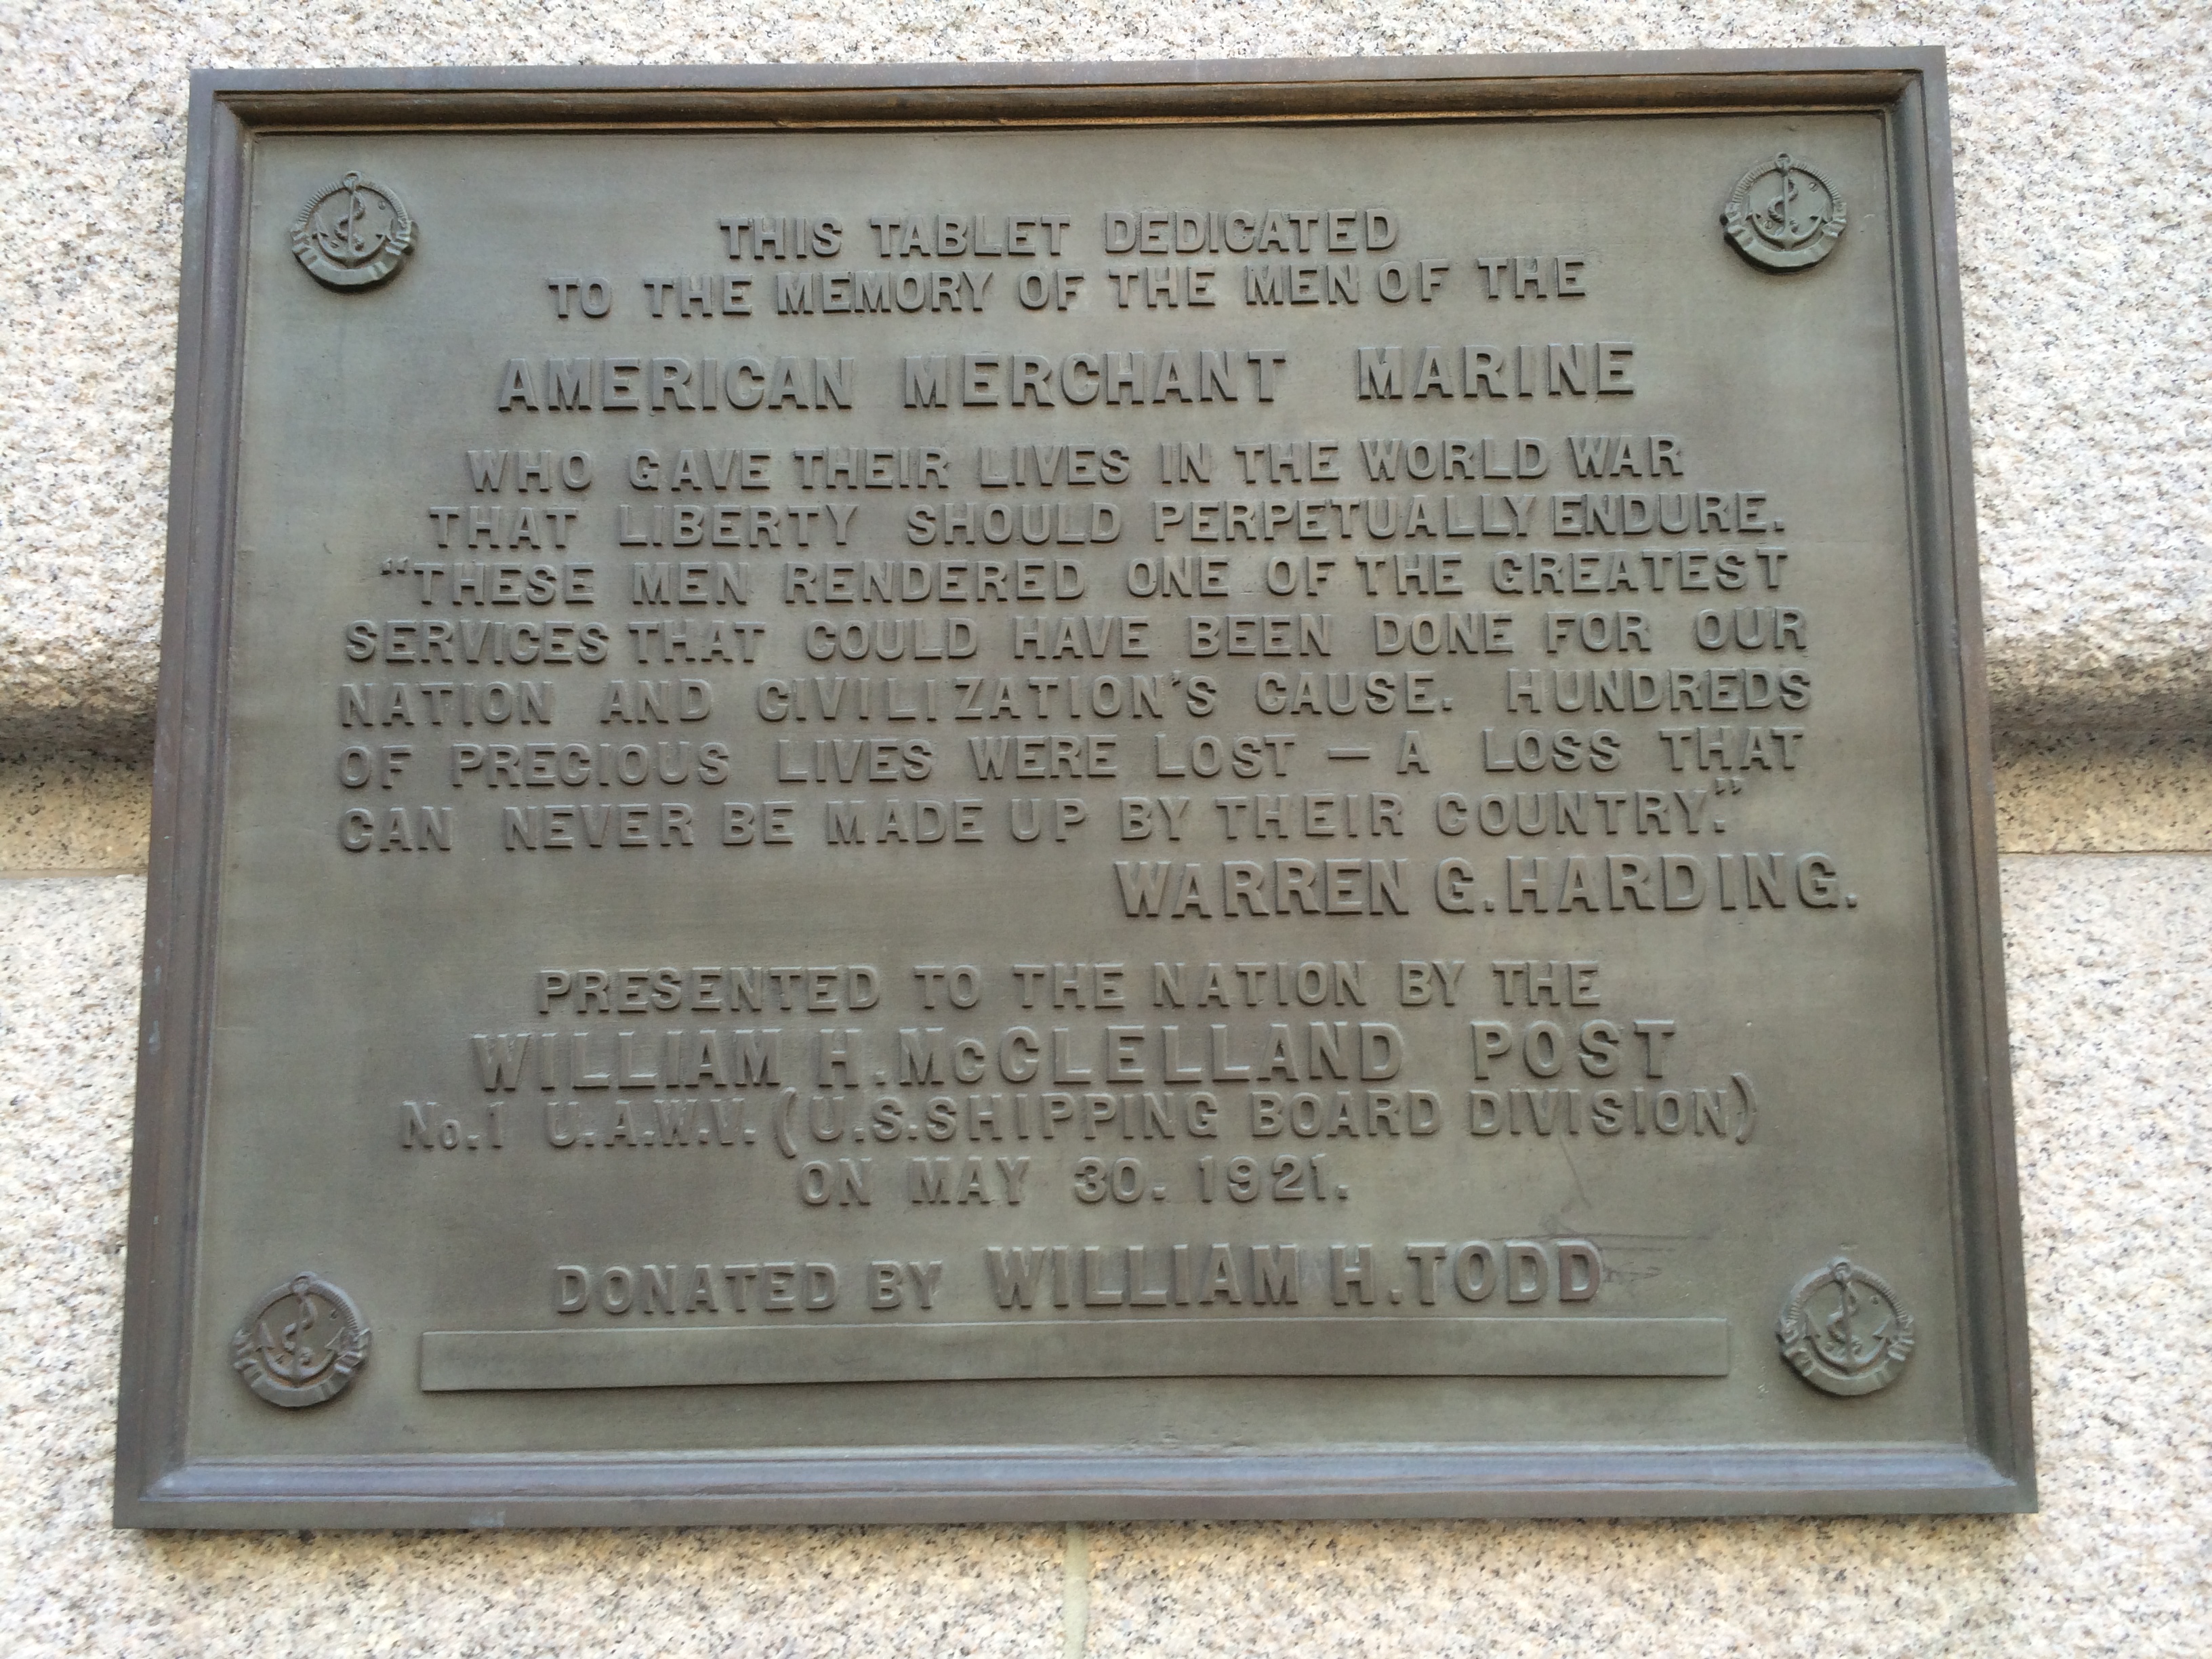 THIS TABLET DEDICATED
TO THE MEMORY OF THE MEN OF THE
AMERICAN MERCHANT MARINE
WHO GAVE THEIR LIVES IN THE WORLD WAR
THAT LIBERTY SHOULD PERPETUALLY ENDURE.
"THESE MEN RENDERED ONE OF THE GREATEST
SERVICES THAT COULD HAVE BEEN DONE FOR OUR
NATION AND CIVILIZATION'S CAUSE. HUNDREDS
OF PRECIOUS LIVES WERE LOST — A LOSS THAT
CAN NEVER BE MADE UP BY THEIR COUNTRY."
WARREN G. HARDING.
PRESENTED TO THE NATION BY THE
WILLIAM H. McCLELLAND POST
No. 1 U.A.W.V. (U.S. SHIPPING BOARD DIVISION)
ON MAY 30. 1921.
DONATED BY WILLIAM H. TODD